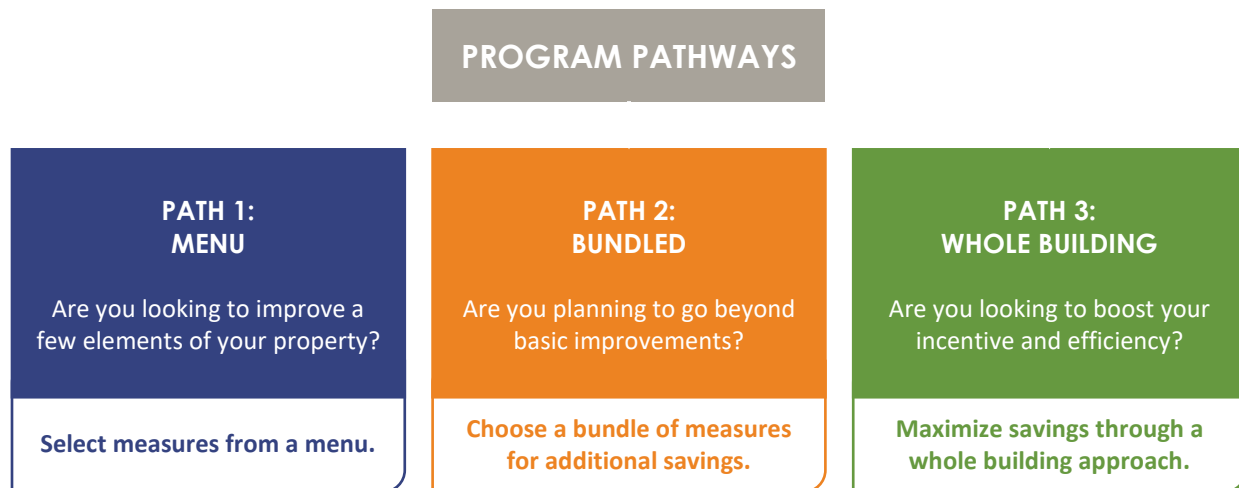 PROGRAM PATHWAYS
PATH 1:
MENU
Are you looking to improve a
few elements of your property?
Select measures from a menu.
PATH 2:
BUNDLED
Are you planning to go beyond
basic improvements?
Choose a bundle of measures
for additional savings.
PATH 3:
WHOLE BUILDING
Are you looking to boost your
incentive and efficiency?
Maximize savings through a
whole building approach.